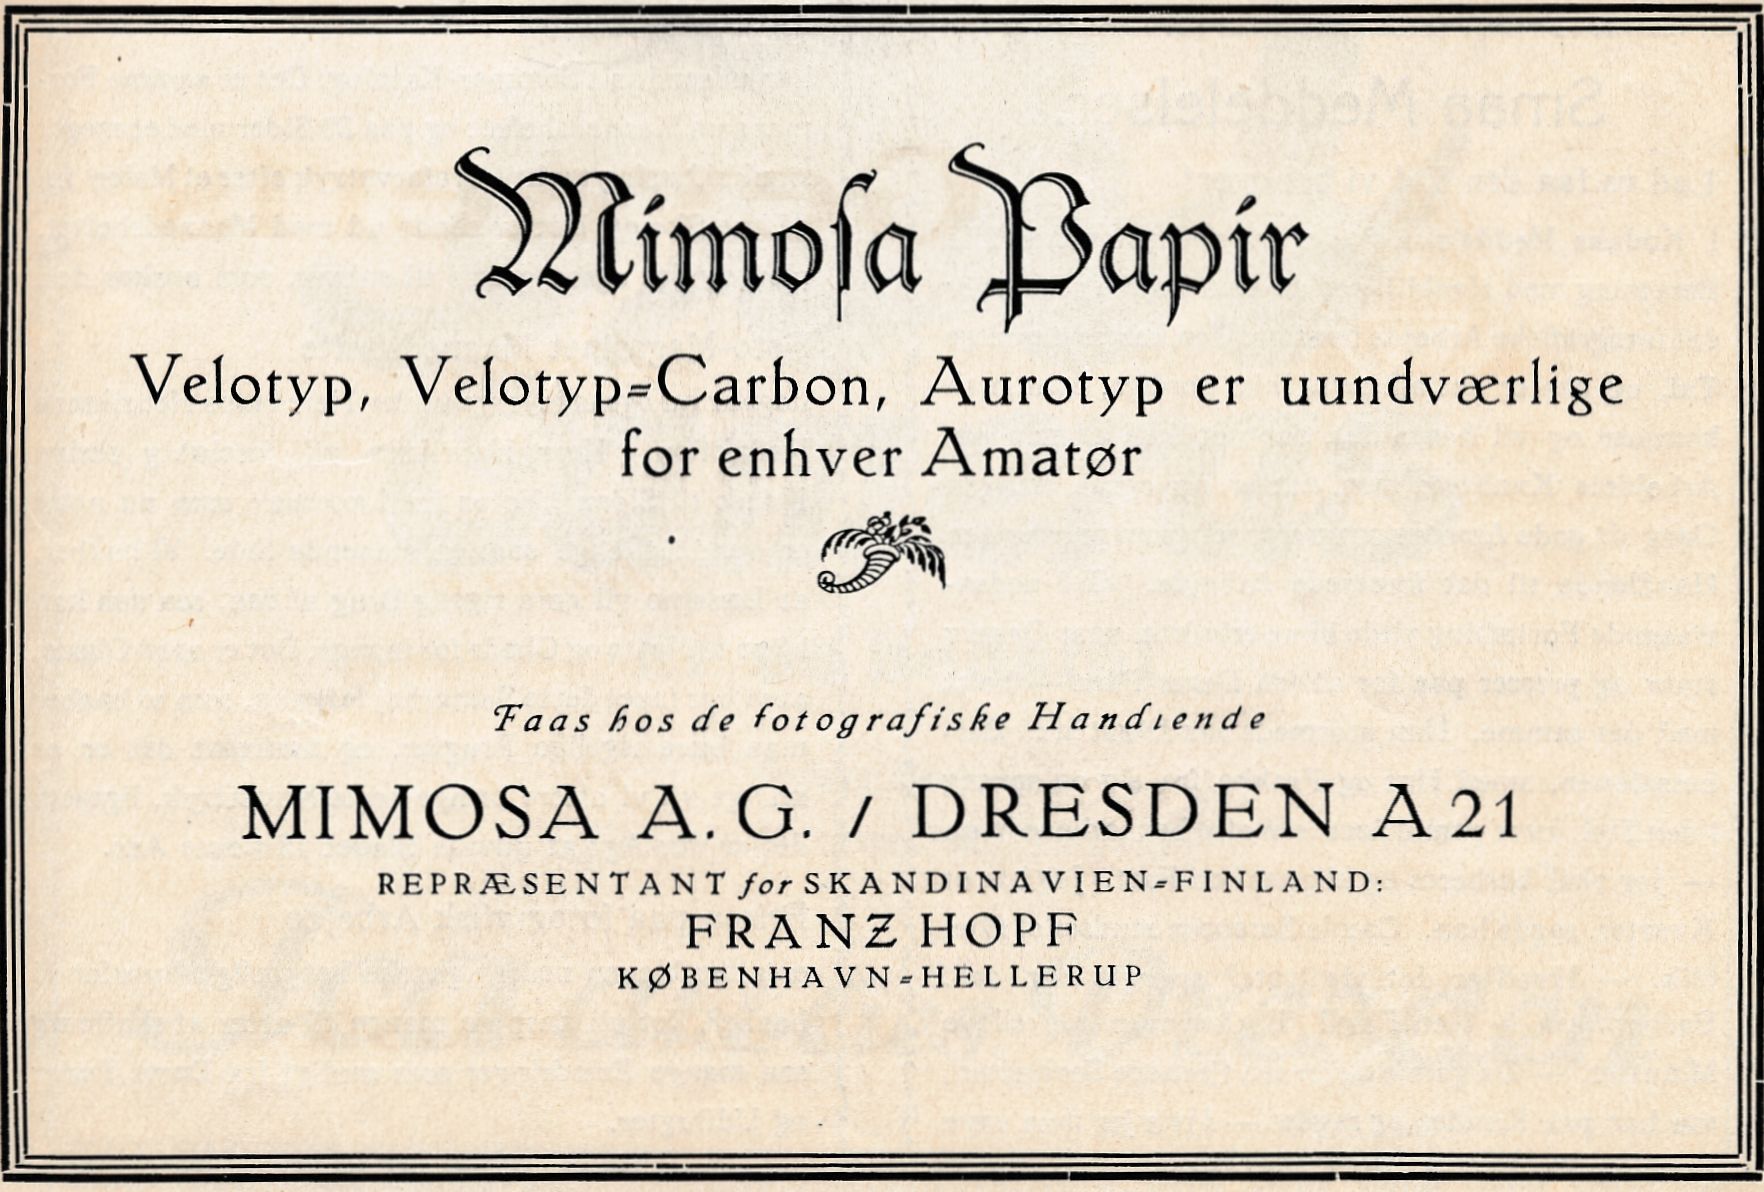 Mimoſa Papir
Velotyp, Velotyp=Carbon, Aurotyp er uundværlige
for enhver Amatør
Faas hos de fotografiske Handlende
MIMOSA A. G. / DRESDEN A 21
REPRÆSENTANT for SKANDINAVIEN=FINLAND:
FRANZ HOPF
KØBENHAVN=HELLERUP